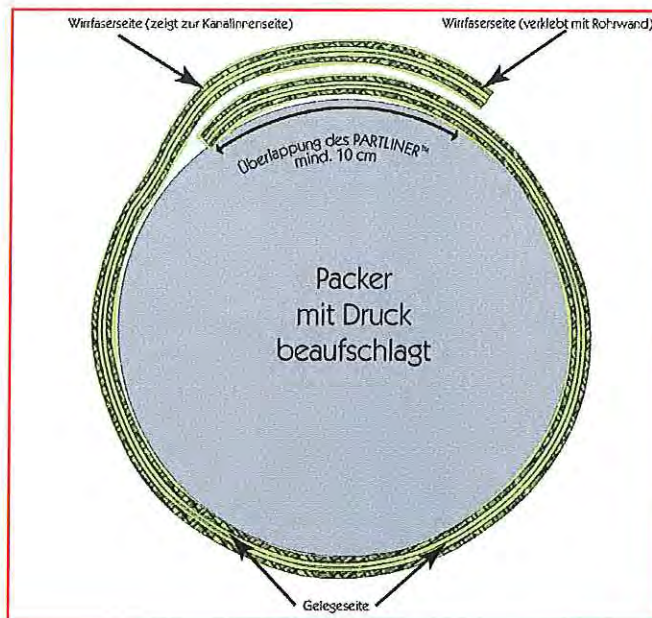 Wirrfaserseite (zeigt zur Kanalinnenseite)
Wirrfaserseite (verklebt mit Rohrwand)
Überlappung des PARTLINER™
mind. 10 cm
Packer
mit Druck
beaufschlagt
Gelegeseite